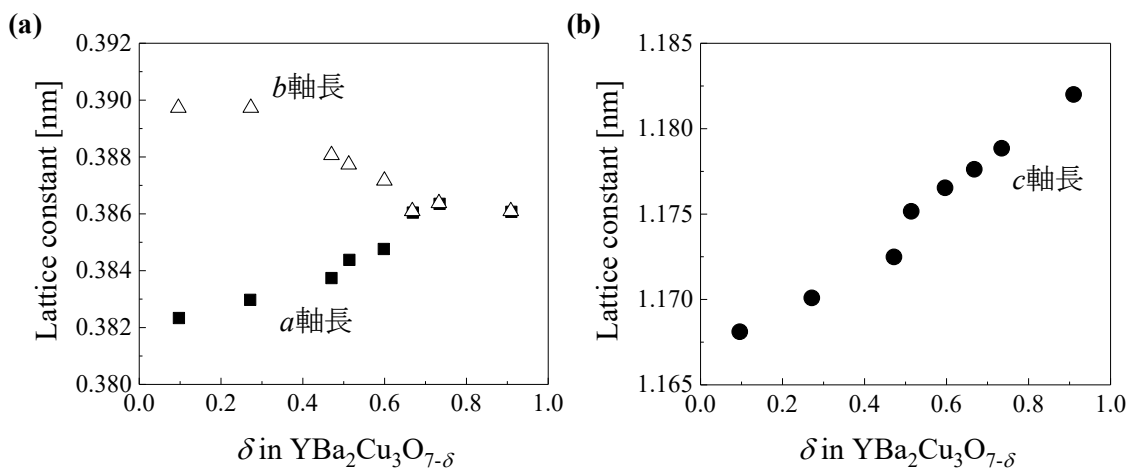 (a)
0.392
0.390
0.388
0.386
0.384
0.382
0.380
Lattice constant [nm]
b軸長
a軸長
0.0 0.2 0.4 0.6 0.8 1.0
δ in YBa₂Cu₃O₇₋δ
(b)
1.185
1.180
1.175
1.170
1.165
Lattice constant [nm]
c軸長
0.0 0.2 0.4 0.6 0.8 1.0
δ in YBa₂Cu₃O₇₋δ